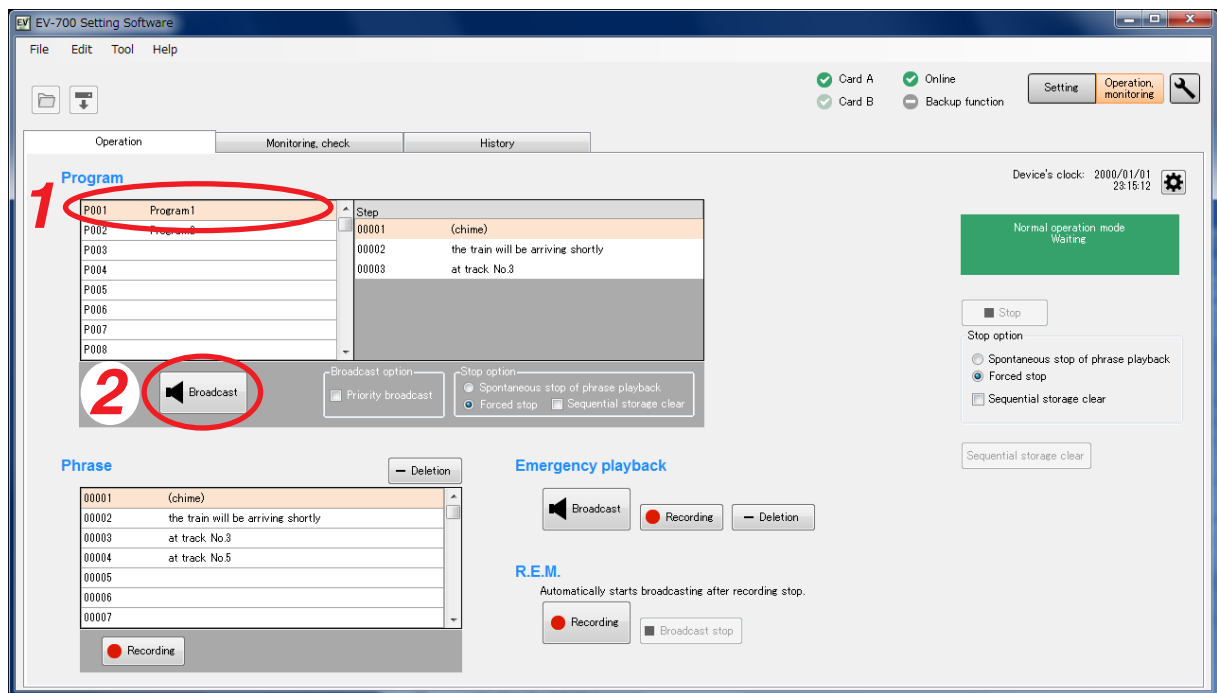 EV EV-700 Setting Software
File Edit Tool Help
Card A Online
Card B Backup function
Setting
Operation, monitoring
Operation Monitoring, check History
Program
Device's clock: 2000/01/01
23:15:12
1
P001 Program1
P002 Program2
P003
P004
P005
P006
P007
P008
Step
00001 (chime)
00002 the train will be arriving shortly
00003 at track No.3
Normal operation mode
Waiting
Stop
Stop option
Spontaneous stop of phrase playback
Forced stop
Sequential storage clear
Sequential storage clear
2
Broadcast
Broadcast option
Priority broadcast
Stop option
Spontaneous stop of phrase playback
Forced stop Sequential storage clear
Phrase
Deletion
00001 (chime)
00002 the train will be arriving shortly
00003 at track No.3
00004 at track No.5
00005
00006
00007
Recording
Emergency playback
Broadcast Recording Deletion
R.E.M.
Automatically starts broadcasting after recording stop.
Recording Broadcast stop